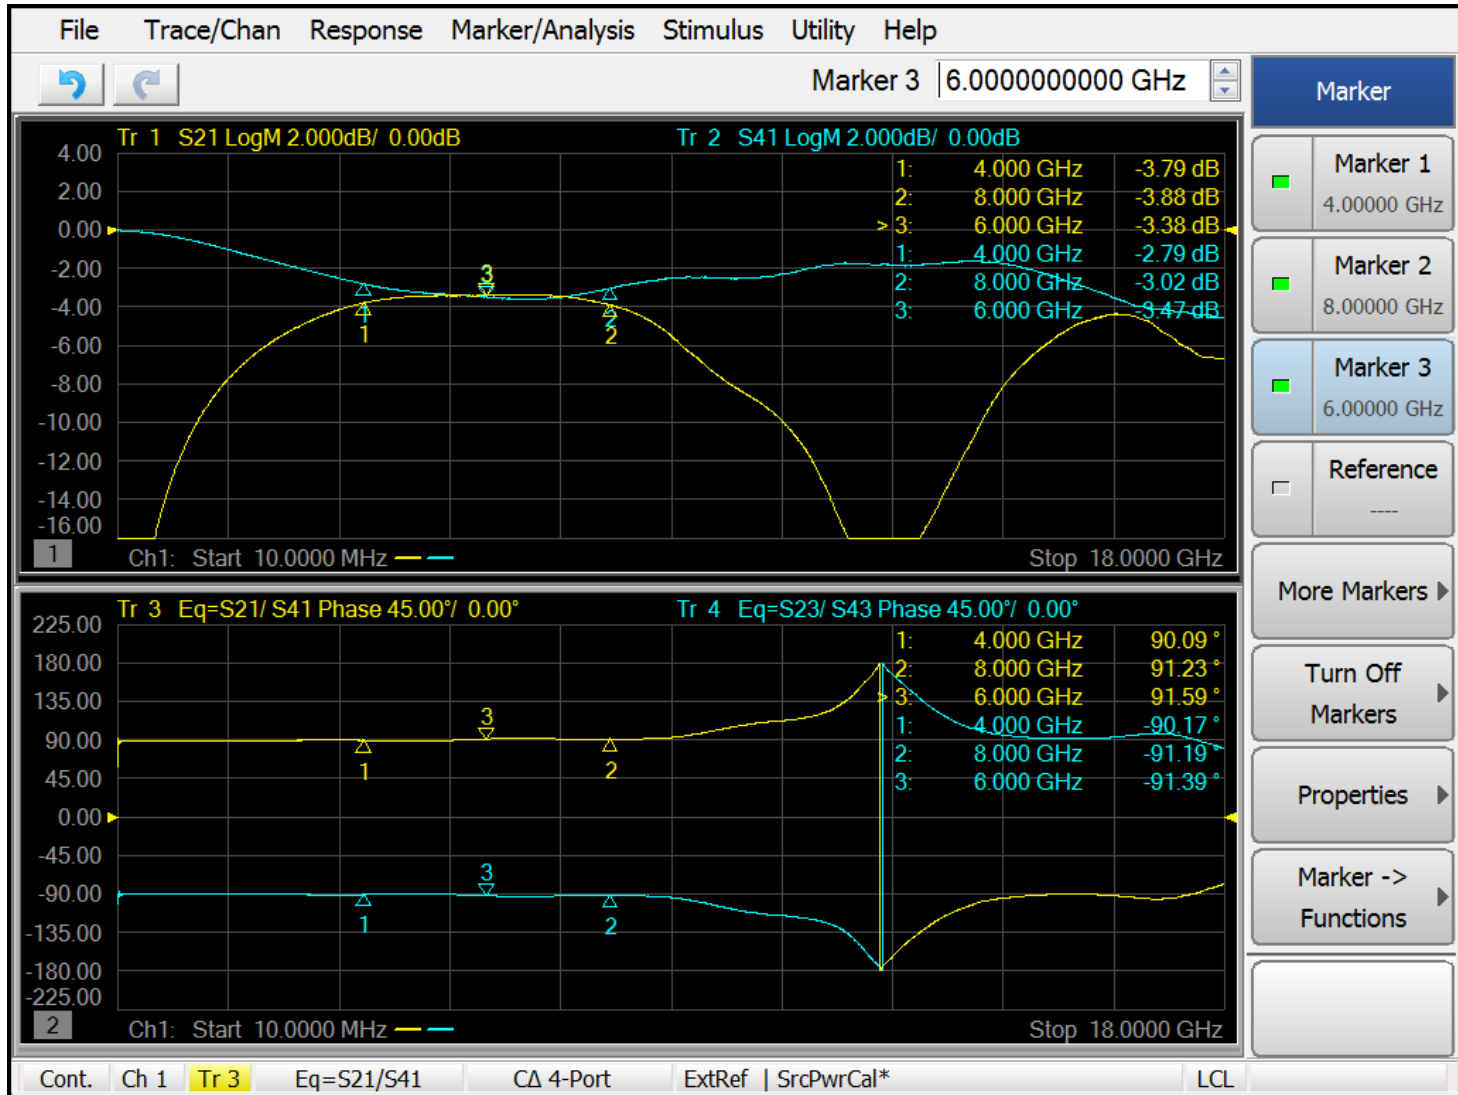 File Trace/Chan Response Marker/Analysis Stimulus Utility Help
Marker 3 6.0000000000 GHz
Tr 1 S21 LogM 2.000dB/ 0.00dB
Tr 2 S41 LogM 2.000dB/ 0.00dB
4.00
2.00
0.00
-2.00
-4.00
-6.00
-8.00
-10.00
-12.00
-14.00
-16.00
1: 4.000 GHz -3.79 dB
2: 8.000 GHz -3.88 dB
> 3: 6.000 GHz -3.38 dB
1: 4.000 GHz -2.79 dB
2: 8.000 GHz -3.02 dB
3: 6.000 GHz -3.47 dB
3
1
2
2
1
Ch1: Start 10.0000 MHz
Stop 18.0000 GHz
Tr 3 Eq=S21/ S41 Phase 45.00°/ 0.00°
Tr 4 Eq=S23/ S43 Phase 45.00°/ 0.00°
225.00
180.00
135.00
90.00
45.00
0.00
-45.00
-90.00
-135.00
-180.00
-225.00
1: 4.000 GHz 90.09 °
2: 8.000 GHz 91.23 °
> 3: 6.000 GHz 91.59 °
1: 4.000 GHz -90.17 °
2: 8.000 GHz -91.19 °
3: 6.000 GHz -91.39 °
3
1
2
3
1
2
2
Ch1: Start 10.0000 MHz
Stop 18.0000 GHz
Marker
Marker 1
4.00000 GHz
Marker 2
8.00000 GHz
Marker 3
6.00000 GHz
Reference
----
More Markers
Turn Off
Markers
Properties
Marker ->
Functions
Cont. Ch 1 Tr 3 Eq=S21/S41 CΔ 4-Port ExtRef | SrcPwrCal* LCL